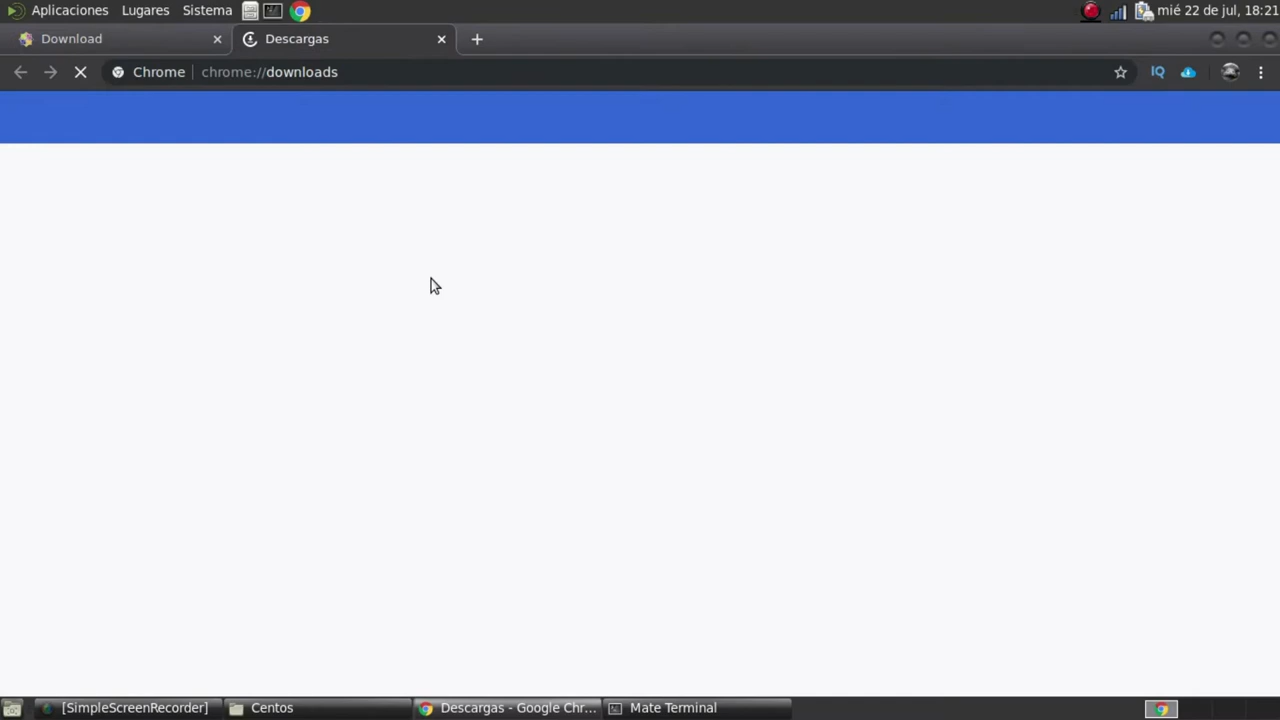 Aplicaciones Lugares Sistema mié 22 de jul, 18:21
Download Descargas
Chrome chrome://downloads IQ
[SimpleScreenRecorder] Centos Descargas - Google Chr... Mate Terminal